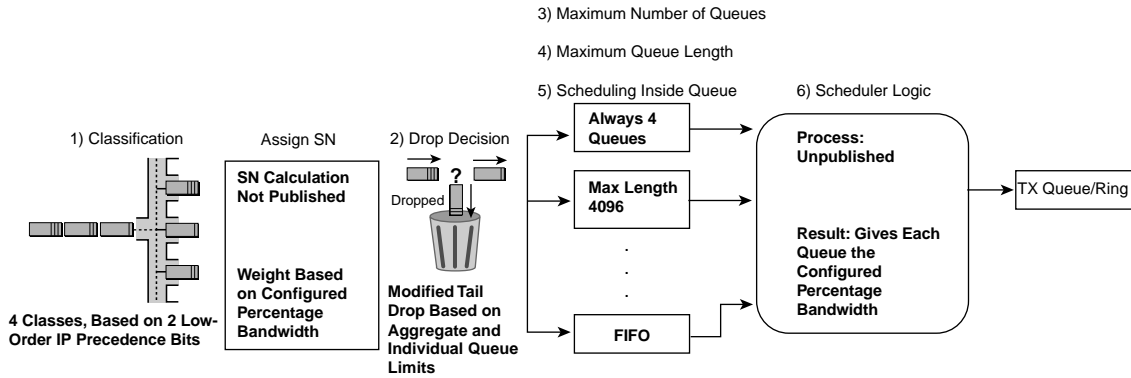 3) Maximum Number of Queues
4) Maximum Queue Length
5) Scheduling Inside Queue
6) Scheduler Logic
1) Classification
Assign SN
2) Drop Decision
Always 4
Queues
Process:
Unpublished
SN Calculation
Not Published
?
Dropped
Max Length
4096
TX Queue/Ring
Weight Based
on Configured
Percentage
Bandwidth
Result: Gives Each
Queue the
Configured
Percentage
Bandwidth
4 Classes, Based on 2 Low-
Order IP Precedence Bits
Modified Tail
Drop Based on
Aggregate and
Individual Queue
Limits
.
.
.
FIFO